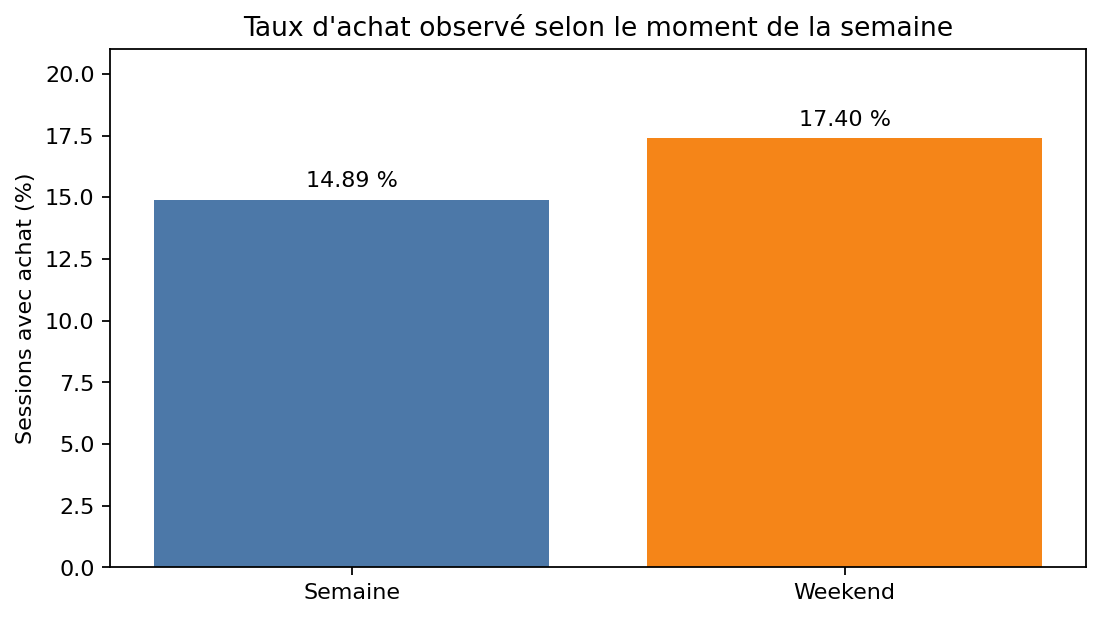 Taux d'achat observé selon le moment de la semaine
Sessions avec achat (%)
20.0
17.5
15.0
12.5
10.0
7.5
5.0
2.5
0.0
14.89 %
17.40 %
Semaine
Weekend